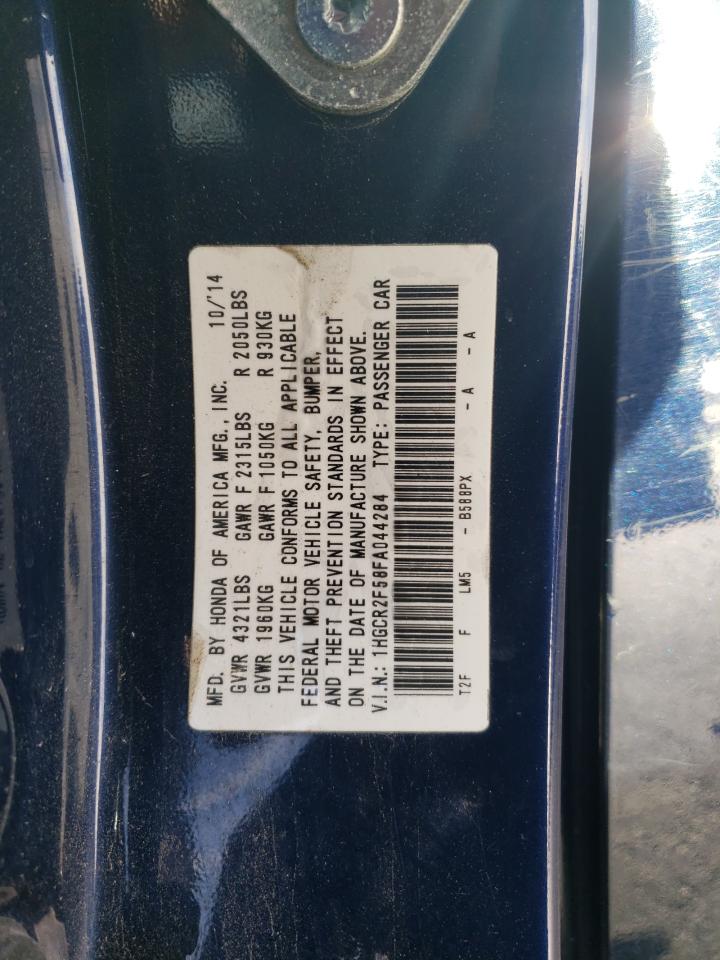 MFD. BY HONDA OF AMERICA MFG., INC. 10/'14
GVWR 4321LBS GAWR F 2315LBS R 2050LBS
GVWR 1960KG GAWR F 1050KG R 930KG
THIS VEHICLE CONFORMS TO ALL APPLICABLE
FEDERAL MOTOR VEHICLE SAFETY, BUMPER,
AND THEFT PREVENTION STANDARDS IN EFFECT
ON THE DATE OF MANUFACTURE SHOWN ABOVE.
V.I.N.: 1HGCR2F58FA044284 TYPE: PASSENGER CAR
T2F F LM5 - B588PX - A - A